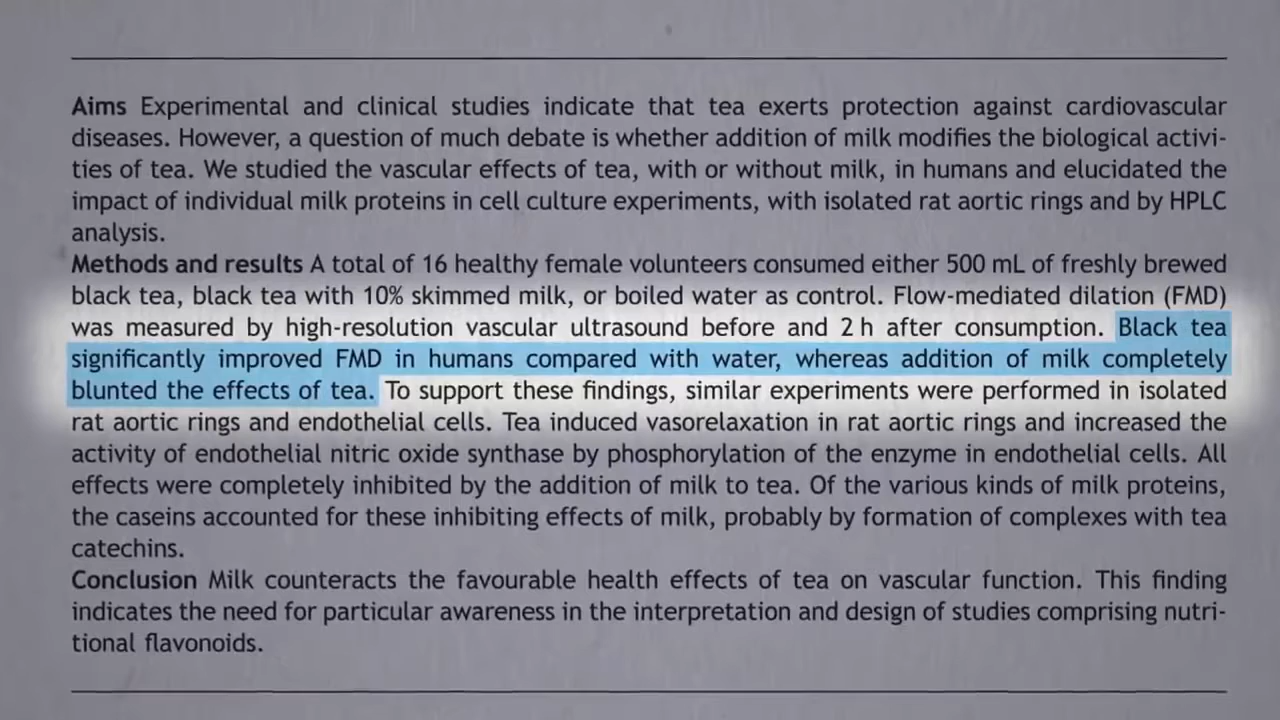 Aims Experimental and clinical studies indicate that tea exerts protection against cardiovascular
diseases. However, a question of much debate is whether addition of milk modifies the biological activi-
ties of tea. We studied the vascular effects of tea, with or without milk, in humans and elucidated the
impact of individual milk proteins in cell culture experiments, with isolated rat aortic rings and by HPLC
analysis.
Methods and results A total of 16 healthy female volunteers consumed either 500 mL of freshly brewed
black tea, black tea with 10% skimmed milk, or boiled water as control. Flow-mediated dilation (FMD)
was measured by high-resolution vascular ultrasound before and 2 h after consumption. Black tea
significantly improved FMD in humans compared with water, whereas addition of milk completely
blunted the effects of tea. To support these findings, similar experiments were performed in isolated
rat aortic rings and endothelial cells. Tea induced vasorelaxation in rat aortic rings and increased the
activity of endothelial nitric oxide synthase by phosphorylation of the enzyme in endothelial cells. All
effects were completely inhibited by the addition of milk to tea. Of the various kinds of milk proteins,
the caseins accounted for these inhibiting effects of milk, probably by formation of complexes with tea
catechins.
Conclusion Milk counteracts the favourable health effects of tea on vascular function. This finding
indicates the need for particular awareness in the interpretation and design of studies comprising nutri-
tional flavonoids.